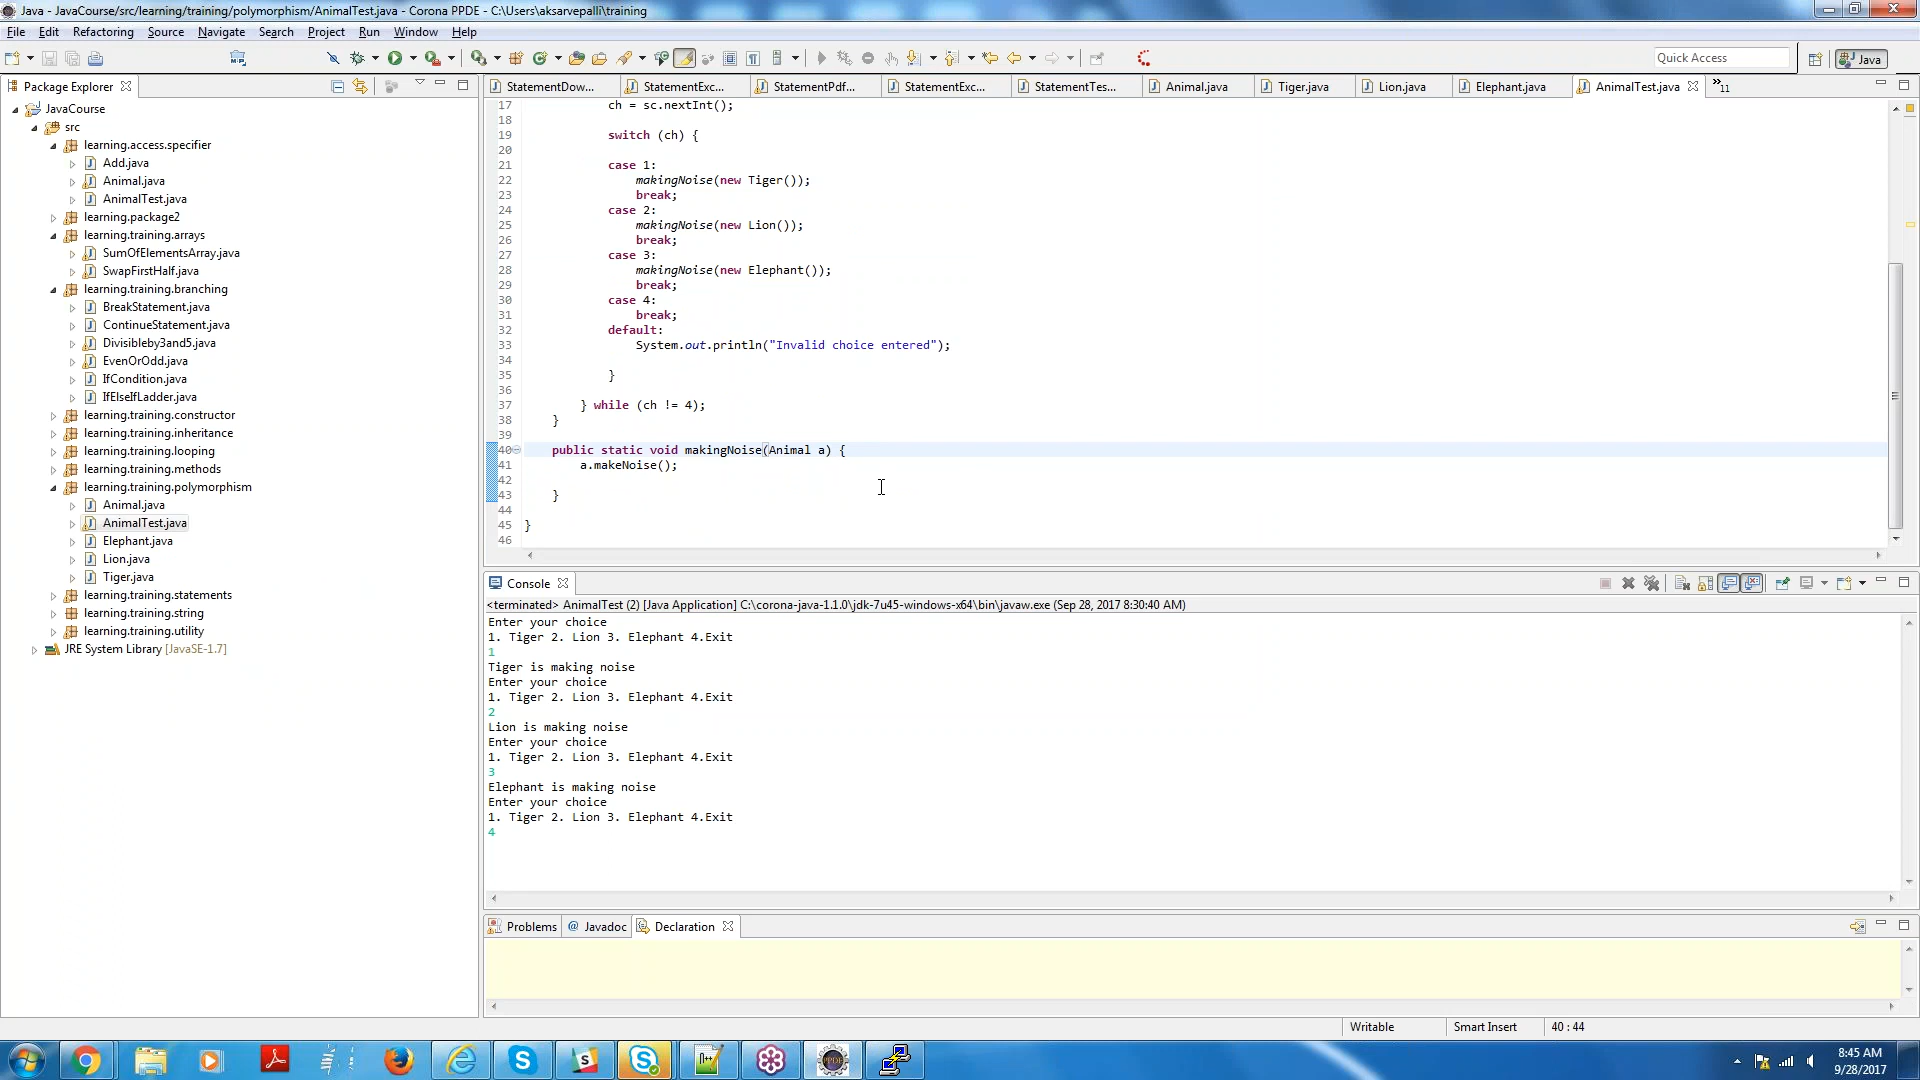 Java - JavaCourse/src/learning/training/polymorphism/AnimalTest.java - Corona PPDE - C:\Users\aksarvepalli\training
File Edit Refactoring Source Navigate Search Project Run Window Help
Quick Access
Java
Package Explorer
JavaCourse
src
learning.access.specifier
Add.java
Animal.java
AnimalTest.java
learning.package2
learning.training.arrays
SumOfElementsArray.java
SwapFirstHalf.java
learning.training.branching
BreakStatement.java
ContinueStatement.java
Divisibleby3and5.java
EvenOrOdd.java
IfCondition.java
IfElseIfLadder.java
learning.training.constructor
learning.training.inheritance
learning.training.looping
learning.training.methods
learning.training.polymorphism
Animal.java
AnimalTest.java
Elephant.java
Lion.java
Tiger.java
learning.training.statements
learning.training.string
learning.training.utility
JRE System Library [JavaSE-1.7]
StatementDow... StatementExc... StatementPdf... StatementExc... StatementTes... Animal.java Tiger.java Lion.java Elephant.java AnimalTest.java »11
17 ch = sc.nextInt();
18
19 switch (ch) {
20
21 case 1:
22 makingNoise(new Tiger());
23 break;
24 case 2:
25 makingNoise(new Lion());
26 break;
27 case 3:
28 makingNoise(new Elephant());
29 break;
30 case 4:
31 break;
32 default:
33 System.out.println("Invalid choice entered");
34
35 }
36
37 } while (ch != 4);
38 }
39
40 public static void makingNoise(Animal a) {
41 a.makeNoise();
42
43 }
44
45 }
46
Console
<terminated> AnimalTest (2) [Java Application] C:\corona-java-1.1.0\jdk-7u45-windows-x64\bin\javaw.exe (Sep 28, 2017 8:30:40 AM)
Enter your choice
1. Tiger 2. Lion 3. Elephant 4.Exit
1
Tiger is making noise
Enter your choice
1. Tiger 2. Lion 3. Elephant 4.Exit
2
Lion is making noise
Enter your choice
1. Tiger 2. Lion 3. Elephant 4.Exit
3
Elephant is making noise
Enter your choice
1. Tiger 2. Lion 3. Elephant 4.Exit
4
Problems @ Javadoc Declaration
Writable Smart Insert 40 : 44
8:45 AM
9/28/2017